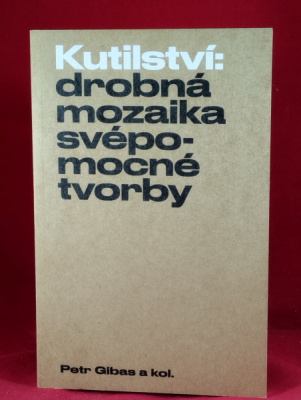 Kutilství:
drobná
mozaika
svépo-
mocné
tvorby
Petr Gibas a kol.